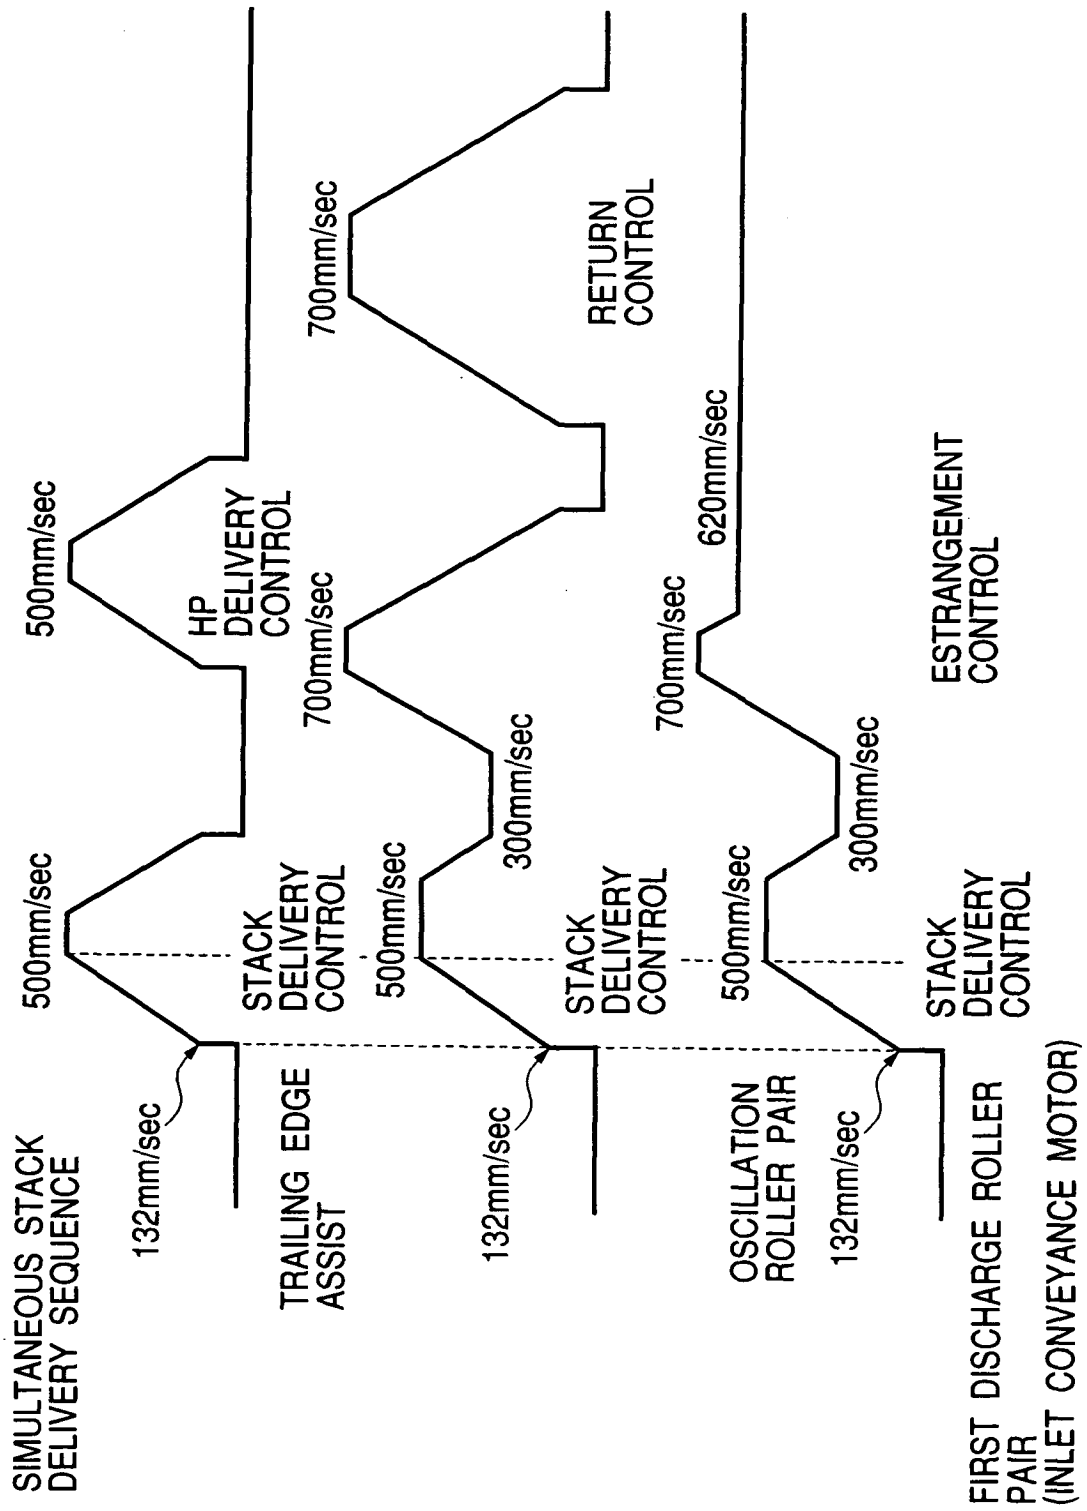 SIMULTANEOUS STACK
DELIVERY SEQUENCE
132mm/sec
500mm/sec
500mm/sec
TRAILING EDGE
ASSIST
STACK
DELIVERY
CONTROL
HP
DELIVERY
CONTROL
132mm/sec
500mm/sec
300mm/sec
700mm/sec
700mm/sec
OSCILLATION
ROLLER PAIR
STACK
DELIVERY
CONTROL
RETURN
CONTROL
132mm/sec
500mm/sec
300mm/sec
700mm/sec
620mm/sec
FIRST DISCHARGE ROLLER
PAIR
(INLET CONVEYANCE MOTOR)
STACK
DELIVERY
CONTROL
ESTRANGEMENT
CONTROL